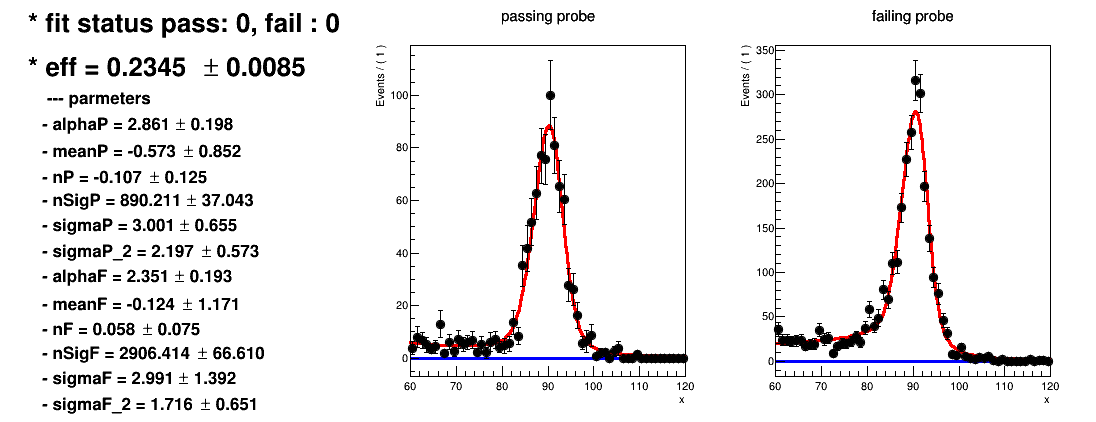 * fit status pass: 0, fail : 0
* eff = 0.2345 ± 0.0085
--- parmeters
- alphaP = 2.861 ± 0.198
- meanP = -0.573 ± 0.852
- nP = -0.107 ± 0.125
- nSigP = 890.211 ± 37.043
- sigmaP = 3.001 ± 0.655
- sigmaP_2 = 2.197 ± 0.573
- alphaF = 2.351 ± 0.193
- meanF = -0.124 ± 1.171
- nF = 0.058 ± 0.075
- nSigF = 2906.414 ± 66.610
- sigmaF = 2.991 ± 1.392
- sigmaF_2 = 1.716 ± 0.651
passing probe
Events / ( 1 )
100
80
60
40
20
0
60 70 80 90 100 110 120
x
failing probe
Events / ( 1 )
350
300
250
200
150
100
50
0
60 70 80 90 100 110 120
x